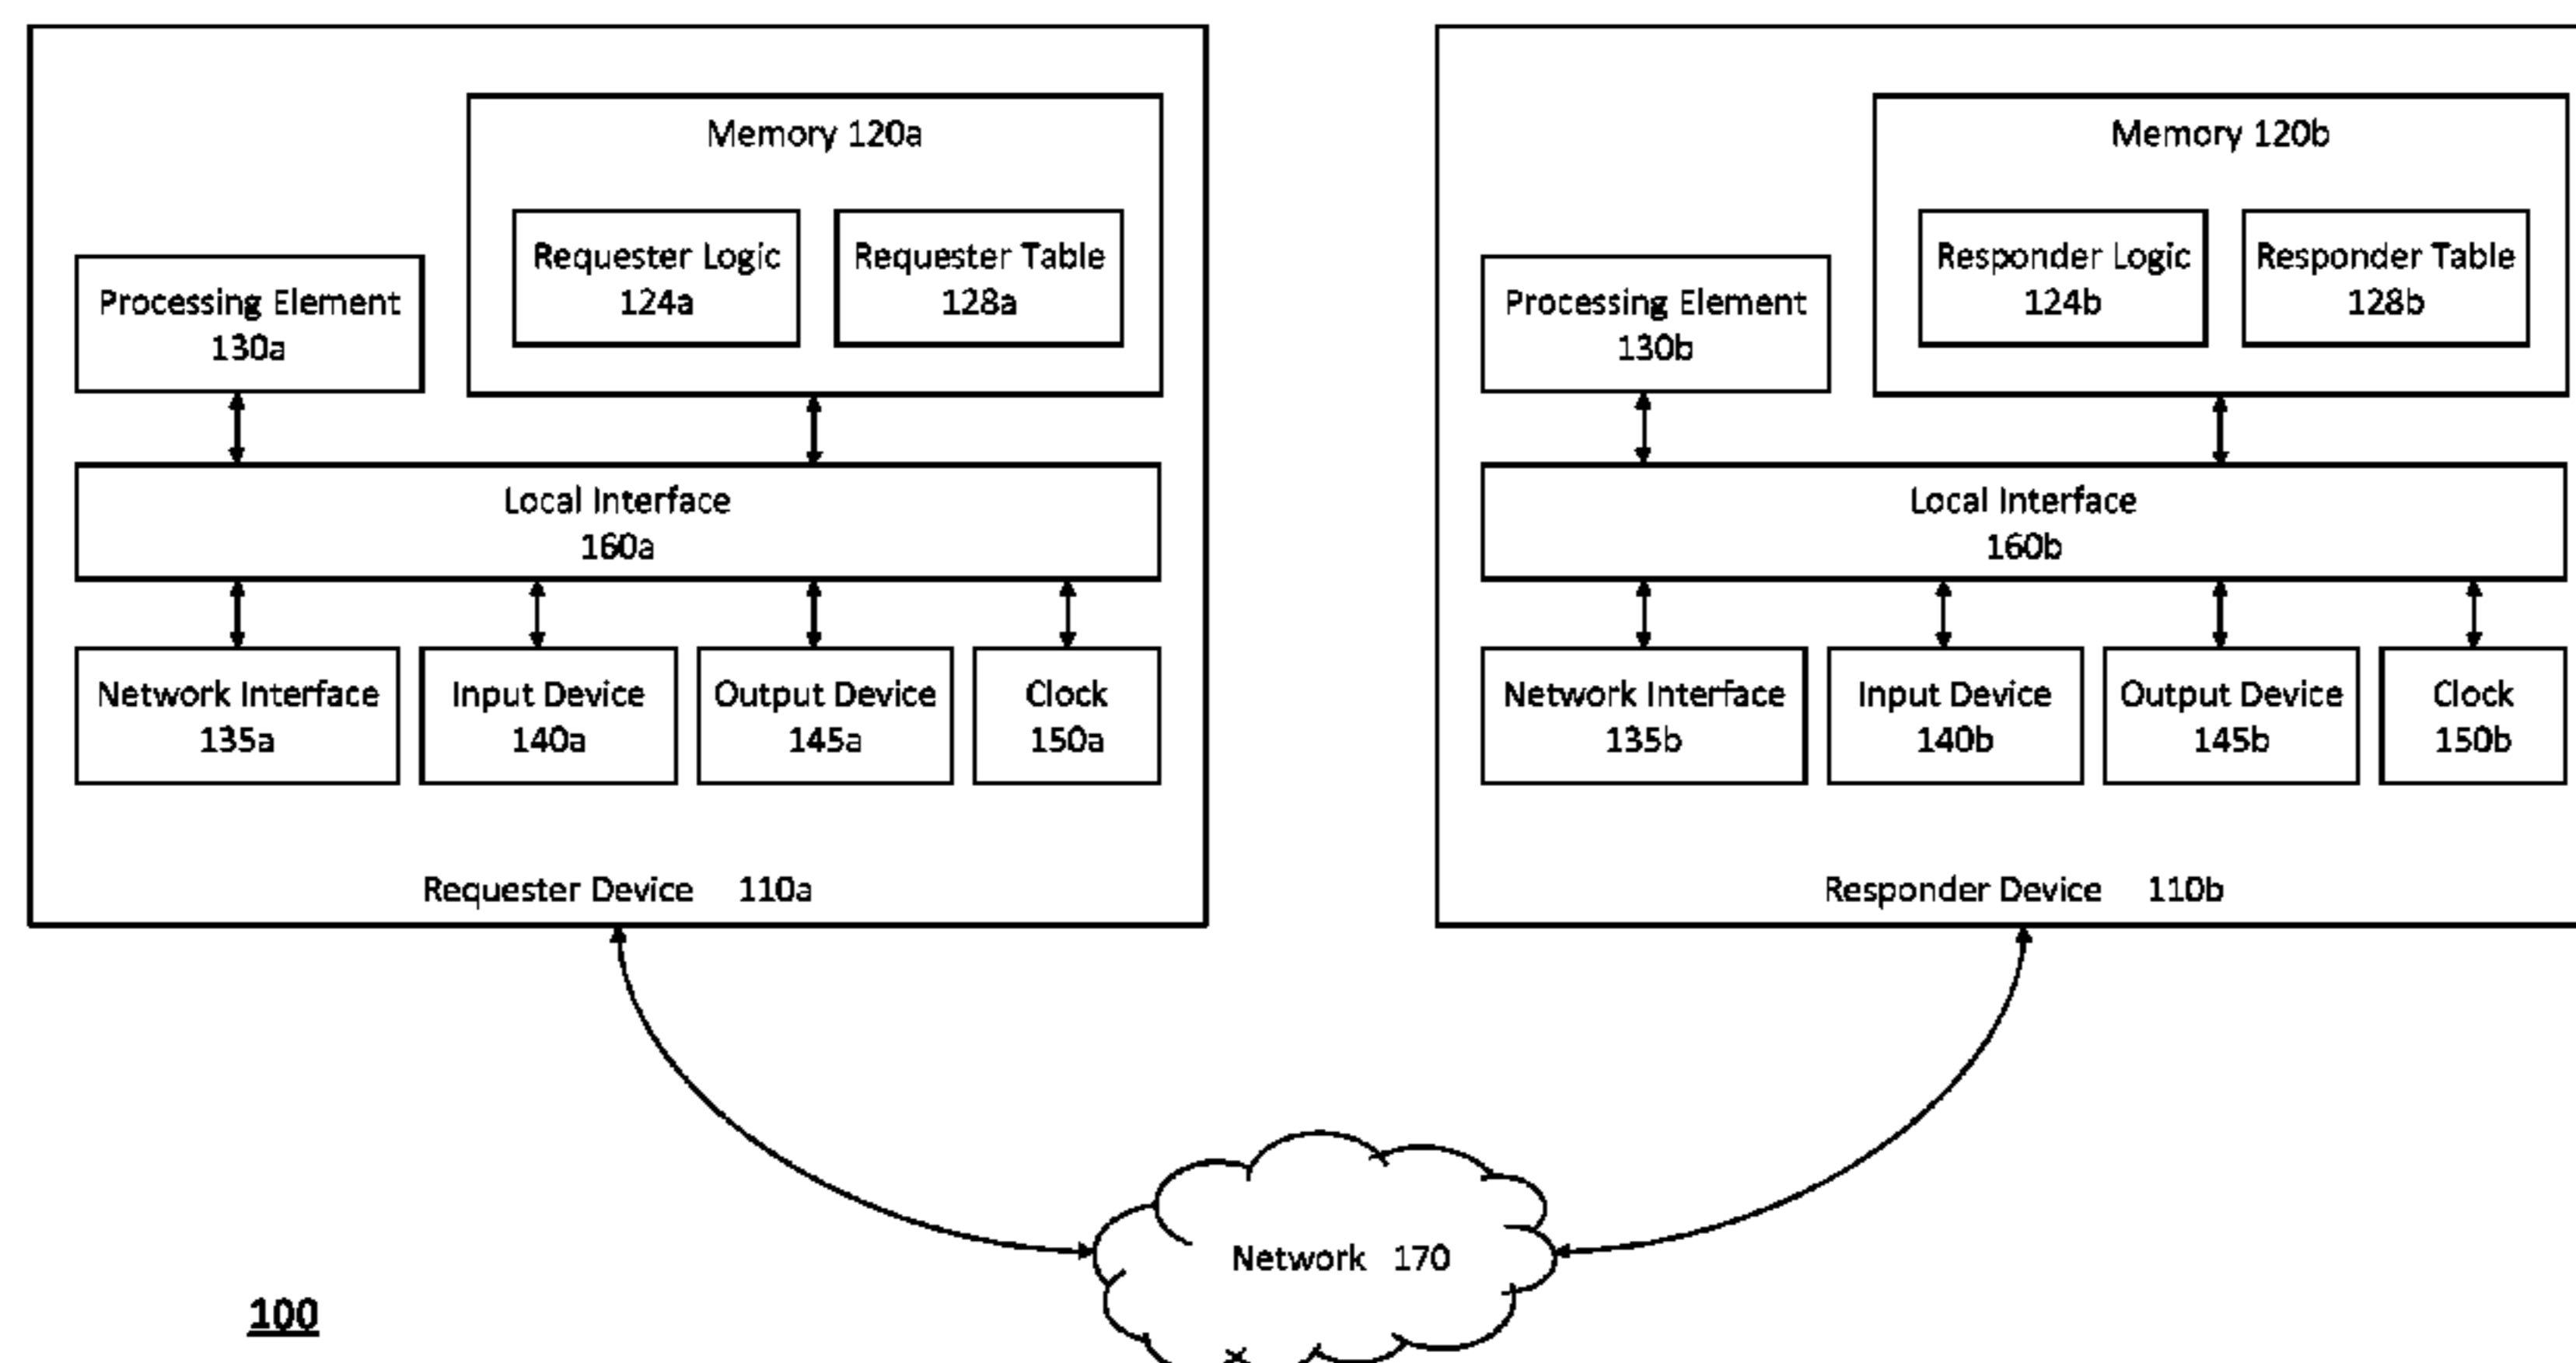 Memory 120a
Requester Logic
124a
Requester Table
128a
Processing Element
130a
Local Interface
160a
Network Interface
135a
Input Device
140a
Output Device
145a
Clock
150a
Requester Device 110a
Memory 120b
Responder Logic
124b
Responder Table
128b
Processing Element
130b
Local Interface
160b
Network Interface
135b
Input Device
140b
Output Device
145b
Clock
150b
Responder Device 110b
Network 170
100